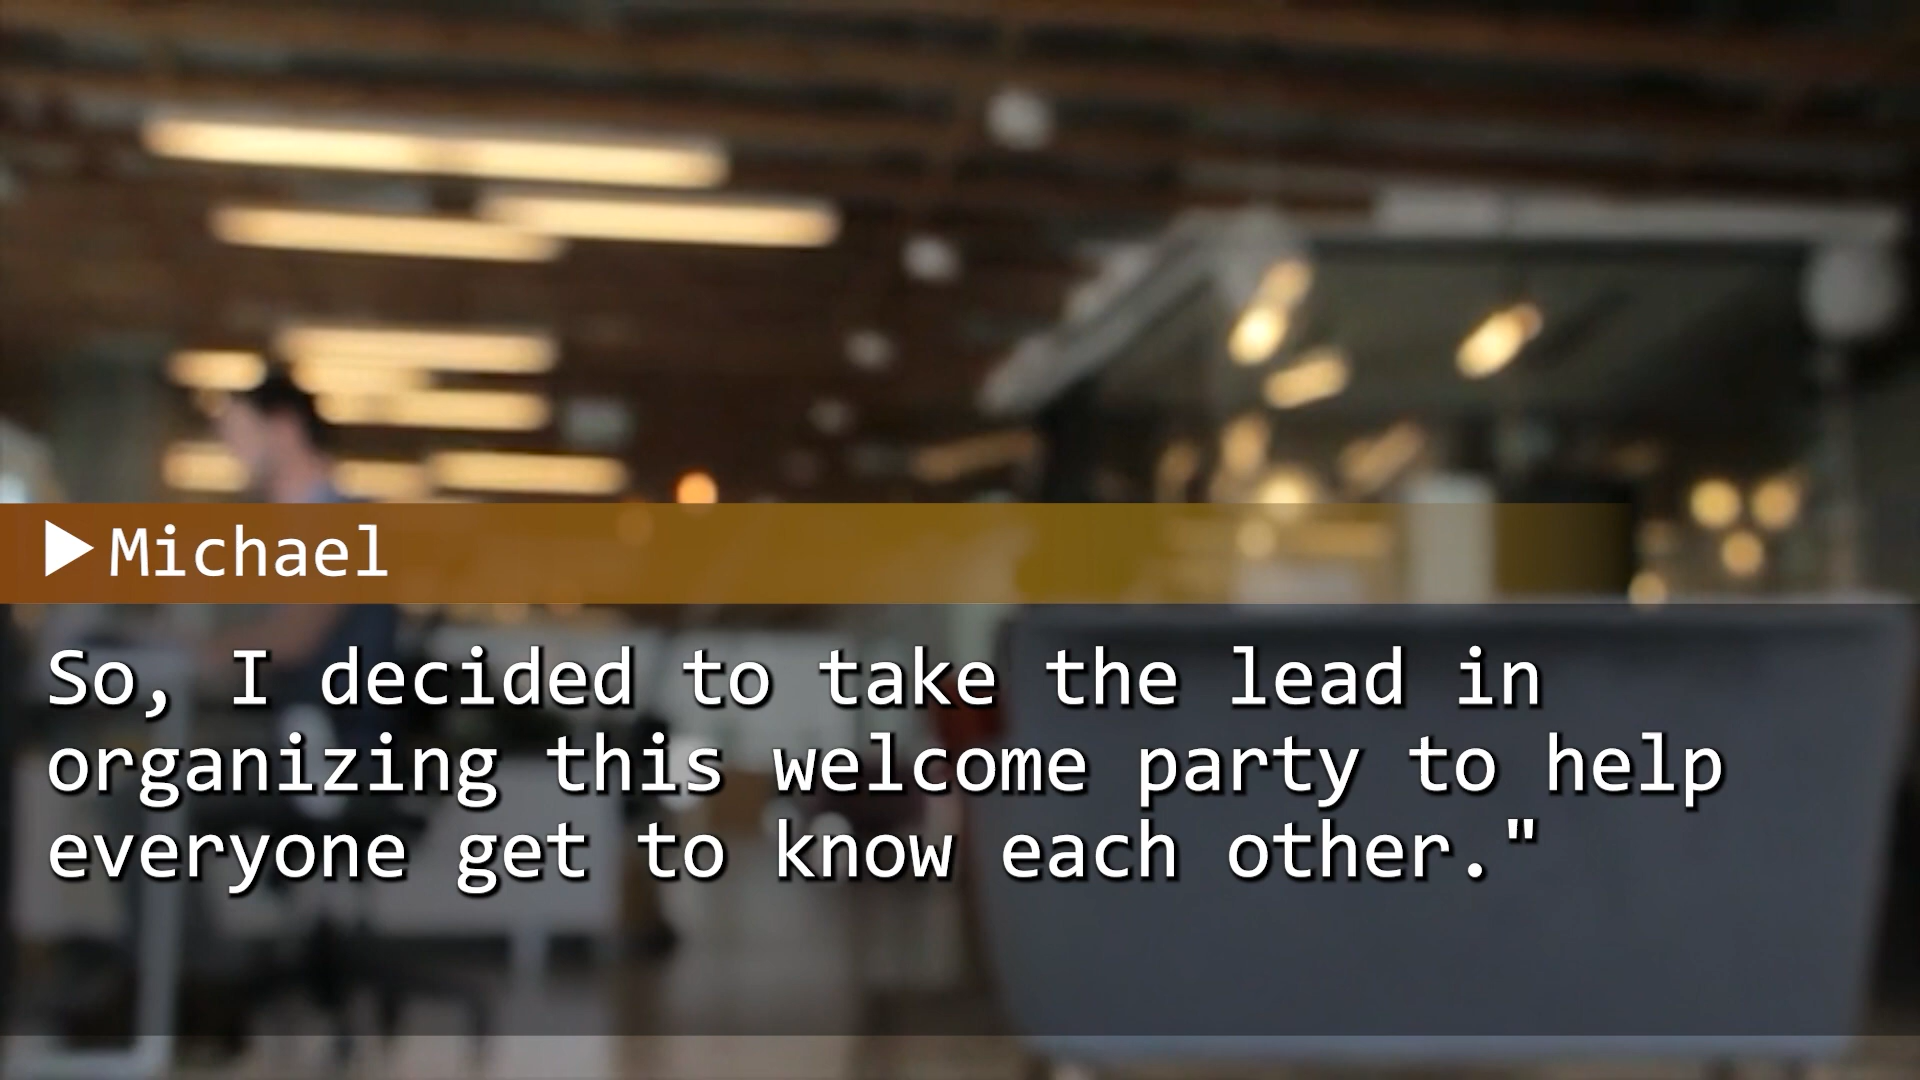 ▶Michael
So, I decided to take the lead in
organizing this welcome party to help
everyone get to know each other."